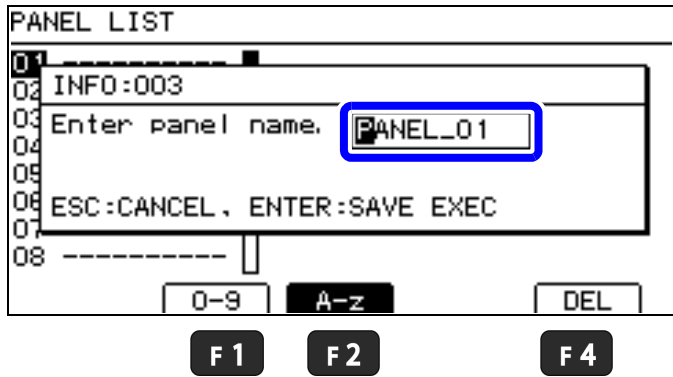 PANEL LIST
01 ----------
02
INFO:003
03
Enter panel name. PANEL_01
04
05
06
ESC:CANCEL, ENTER:SAVE EXEC
07
08 ----------
0-9 A-z DEL
F1 F2 F4